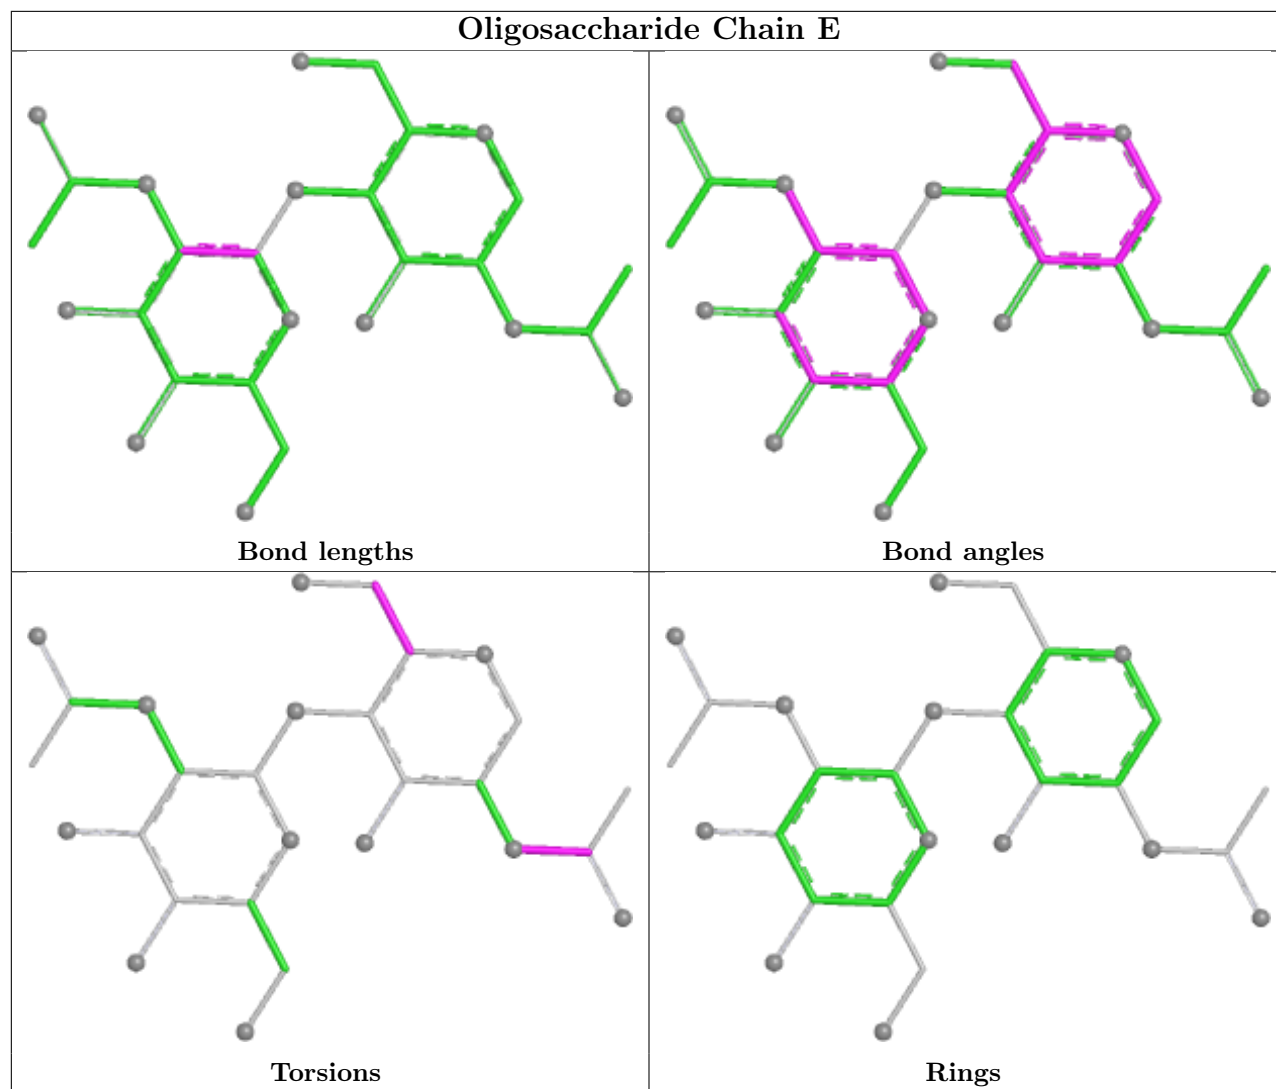 Oligosaccharide Chain E
Bond lengths
Bond angles
Torsions
Rings